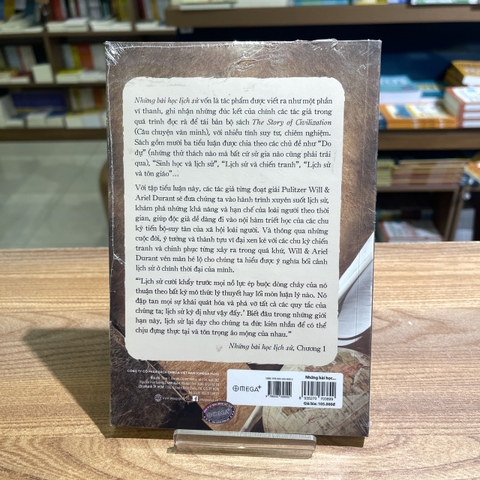 Những bài học lịch sử vốn là tác phẩm được viết ra như một phần
vĩ thanh, ghi nhận những đúc kết của chính các tác giả trong
quá trình đọc rà để tái bản bộ sách The Story of Civilization
(Câu chuyện văn minh), với nhiều tính suy tư, chiêm nghiệm.
Sách gồm mười ba tiểu luận được chia theo các chủ đề như “Do
dự” (những thử thách nào mà bất cứ sử gia nào cũng phải trải
qua), “Sinh học và lịch sử”, “Lịch sử và chiến tranh”, “Lịch sử
và tôn giáo”...
Với tập tiểu luận này, các tác giả từng đoạt giải Pulitzer Will &
Ariel Durant sẽ đưa chúng ta vào hành trình xuyên suốt lịch sử,
khám phá những khả năng và hạn chế của loài người theo thời
gian, giúp độc giả dễ dàng đi vào nội hàm triết học của các chu
kỳ tiến bộ-suy tàn của xã hội loài người. Và thông qua những
cuộc đời, ý tưởng và thành tựu vĩ đại xen kẽ với các chu kỳ chiến
tranh và chinh phục từng xảy ra trong quá khứ, Will & Ariel
Durant vén màn hé lộ cho chúng ta hiểu được ý nghĩa bối cảnh
lịch sử ở chính thời đại của mình.
“‘Lịch sử cười khẩy trước mọi nỗ lực ép buộc dòng chảy của nó
thuận theo bất kỳ mô thức lý thuyết hay lối mòn luận lý nào. Nó
đập tan mọi sự khái quát hóa và phá vỡ tất cả các quy tắc của
chúng ta; lịch sử kỳ dị như vậy đấy.’ Biết đâu trong những giới
hạn này, lịch sử lại dạy cho chúng ta đức kiên nhẫn để có thể
chịu đựng thực tại và tôn trọng ảo mộng của nhau.”
Những bài học lịch sử, Chương 1
OMEGA+
Những bài học...
Giá bìa: 105.000đ